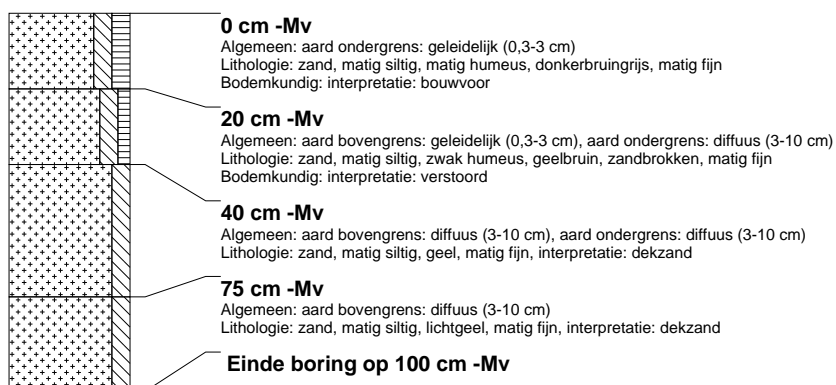 0 cm -Mv
Algemeen: aard ondergrens: geleidelijk (0,3-3 cm)
Lithologie: zand, matig siltig, matig humeus, donkerbruingrijs, matig fijn
Bodemkundig: interpretatie: bouwvoor
20 cm -Mv
Algemeen: aard bovengrens: geleidelijk (0,3-3 cm), aard ondergrens: diffuus (3-10 cm)
Lithologie: zand, matig siltig, zwak humeus, geelbruin, zandbrokken, matig fijn
Bodemkundig: interpretatie: verstoord
40 cm -Mv
Algemeen: aard bovengrens: diffuus (3-10 cm), aard ondergrens: diffuus (3-10 cm)
Lithologie: zand, matig siltig, geel, matig fijn, interpretatie: dekzand
75 cm -Mv
Algemeen: aard bovengrens: diffuus (3-10 cm)
Lithologie: zand, matig siltig, lichtgeel, matig fijn, interpretatie: dekzand
Einde boring op 100 cm -Mv